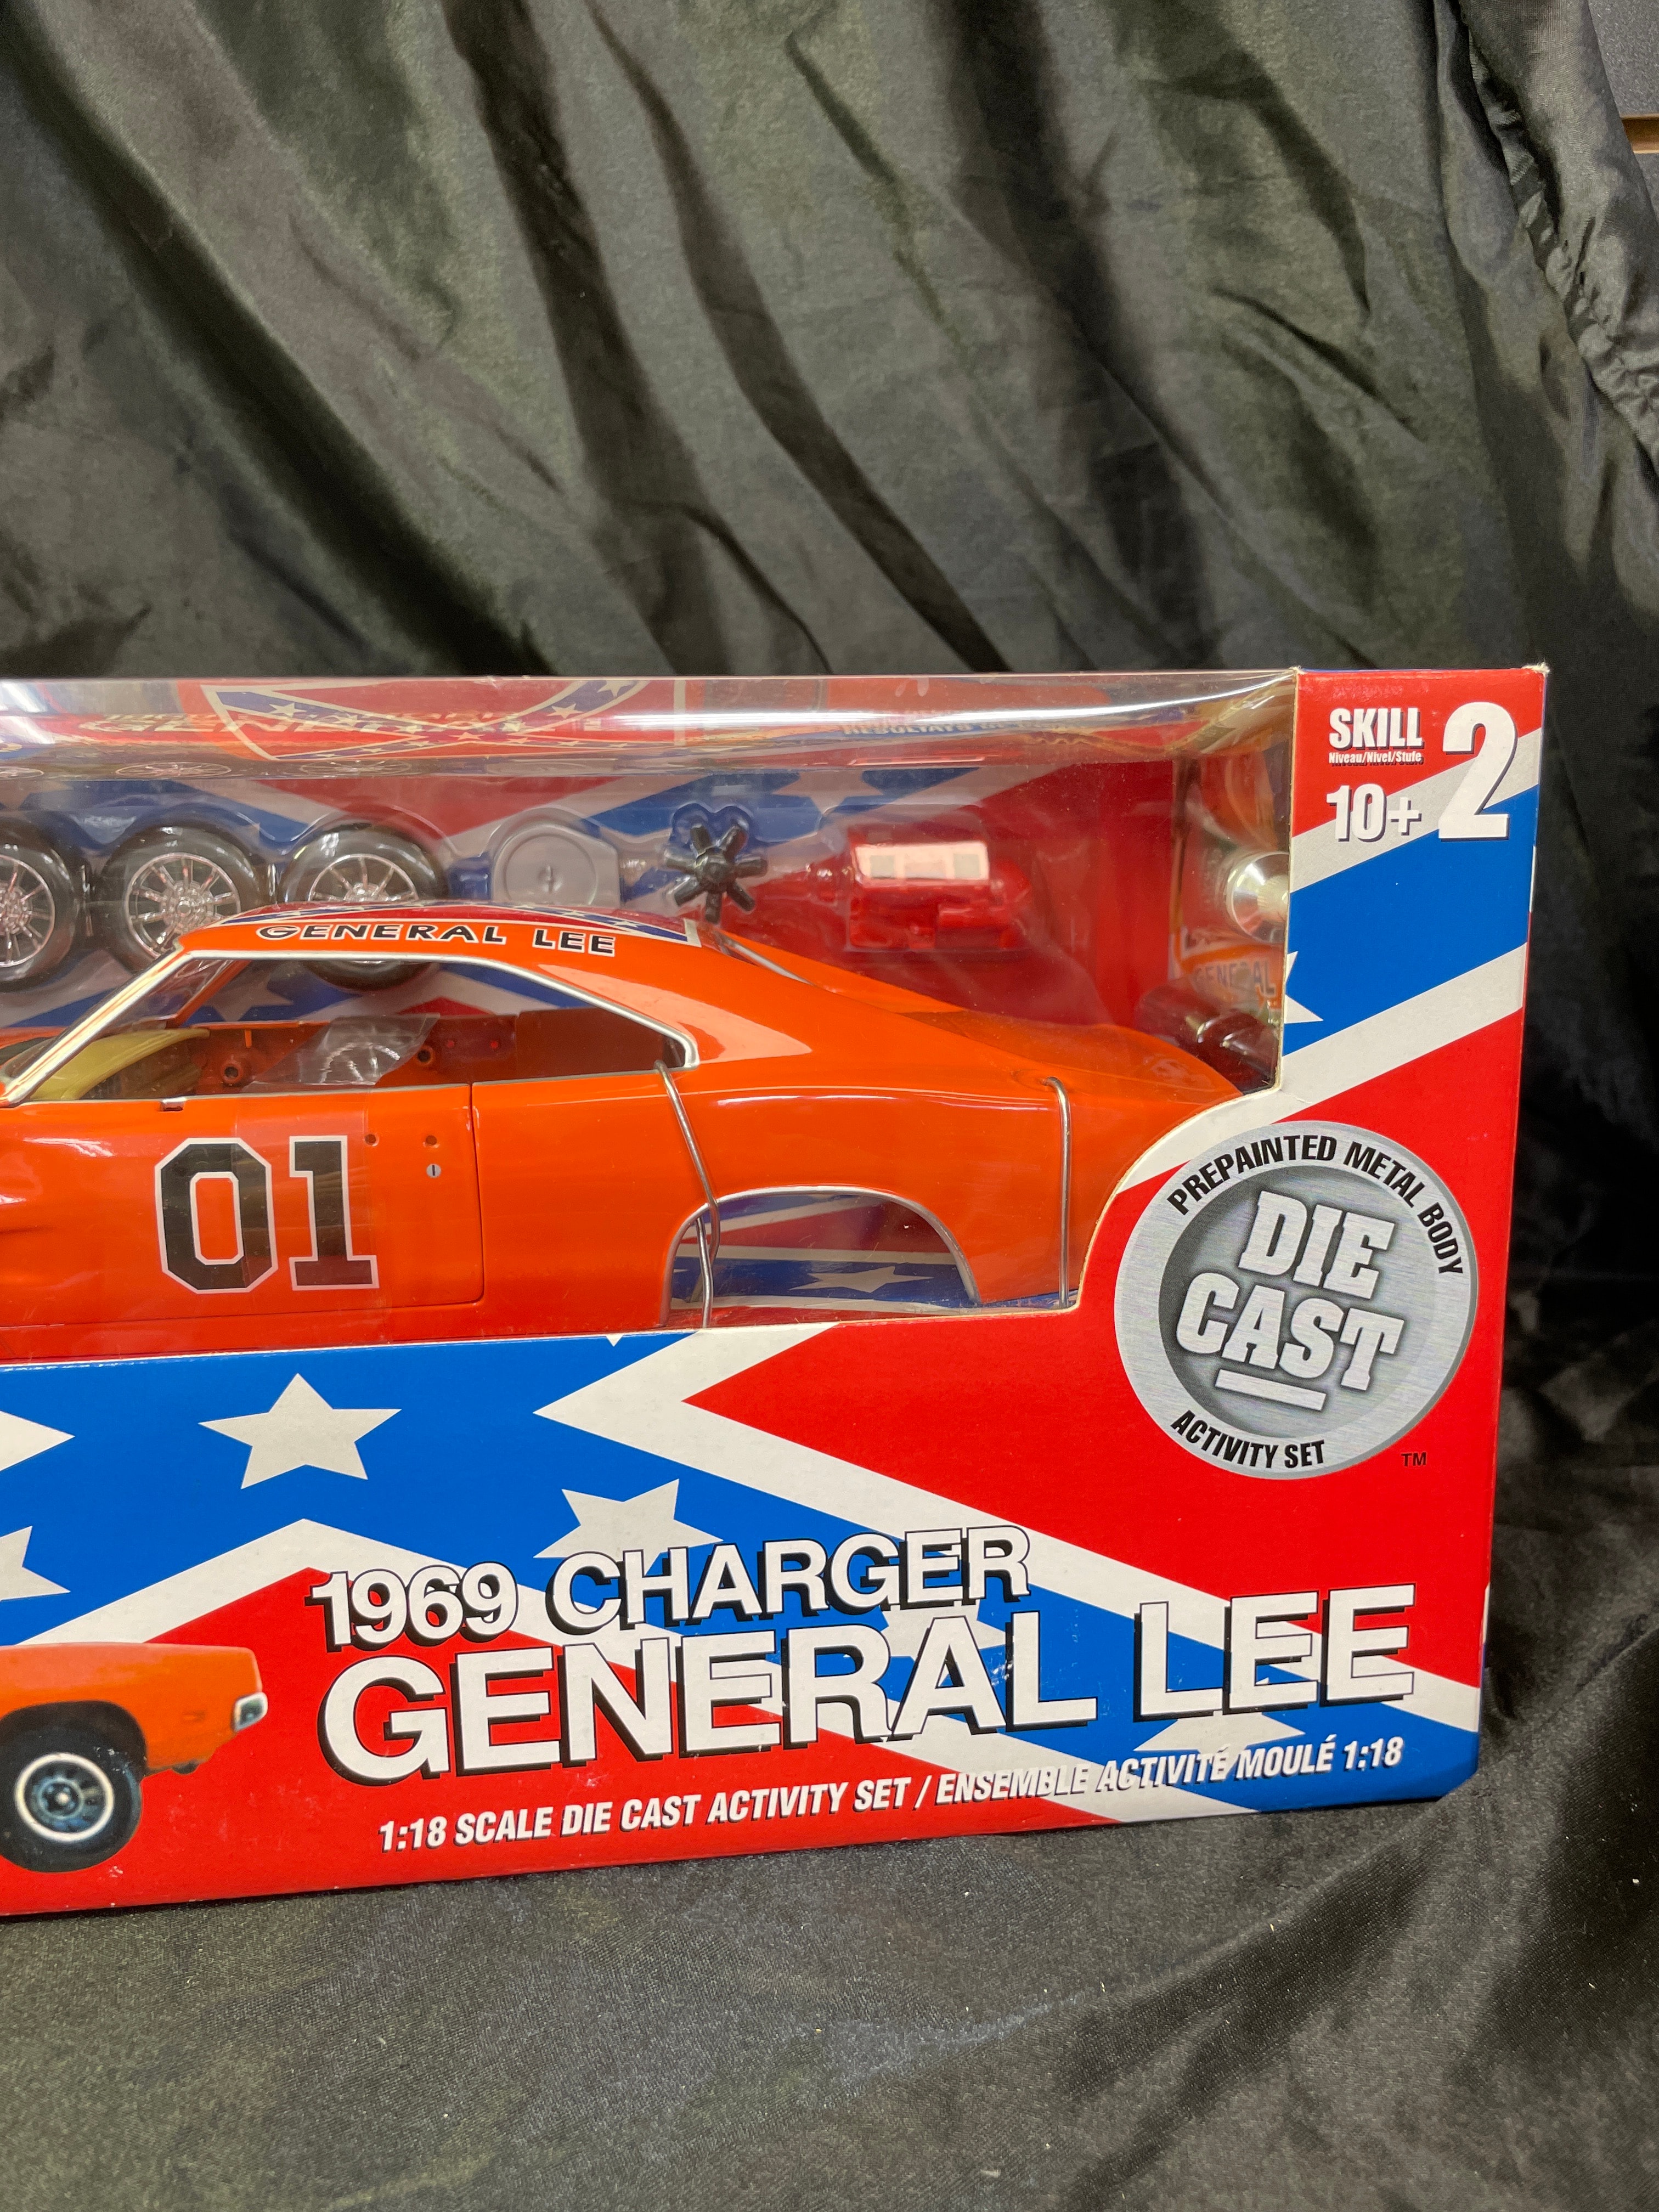 SKILL
Niveau/Nivel/Stufe
2
10+
GENERAL LEE
GENERAL
01
PREPAINTED METAL BODY
DIE
CAST
ACTIVITY SET
TM
1969 CHARGER
GENERAL LEE
1:18 SCALE DIE CAST ACTIVITY SET / ENSEMBLE ACTIVITÉ MOULÉ 1:18